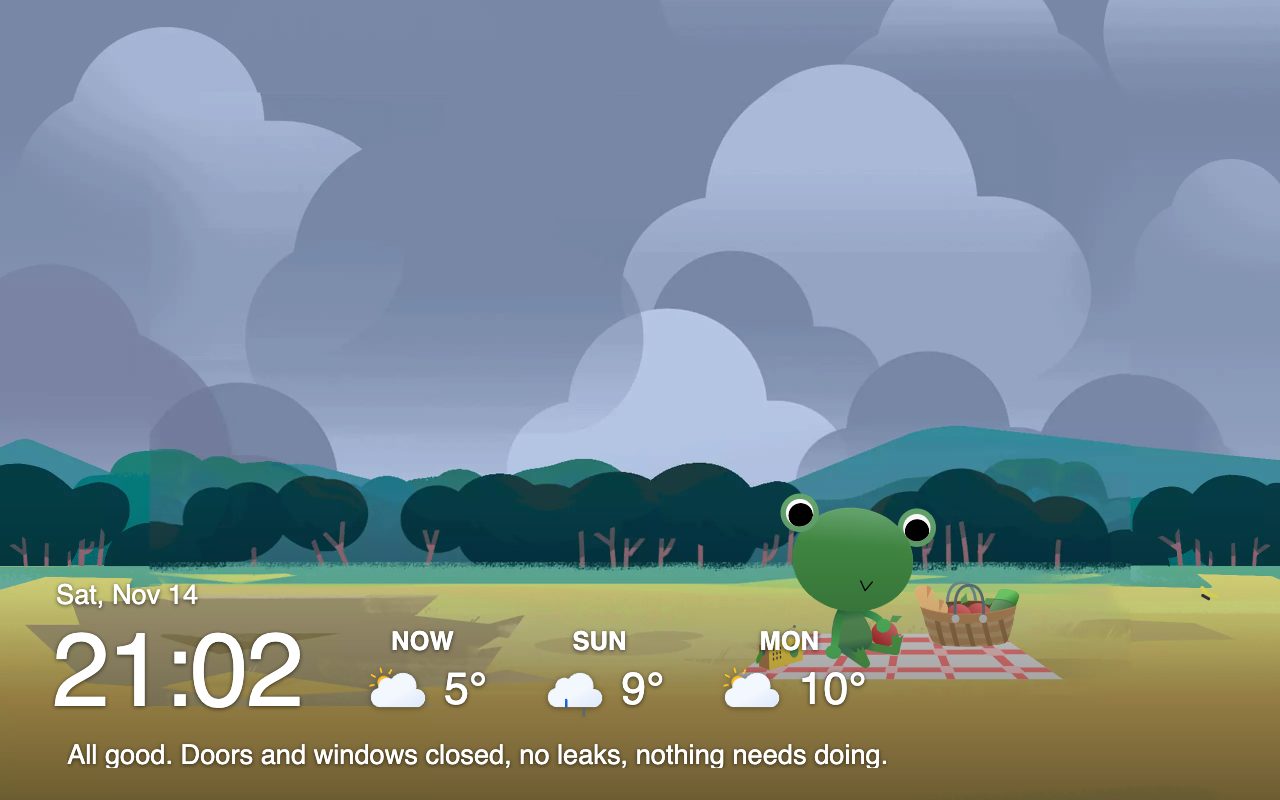 Sat, Nov 14
21:02
NOW SUN MON
5° 9° 10°
All good. Doors and windows closed, no leaks, nothing needs doing.